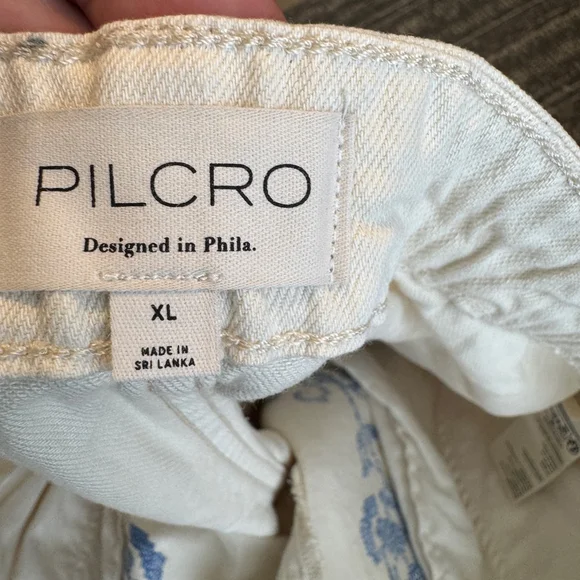 PILCRO
Designed in Phila.
XL
MADE IN
SRI LANKA